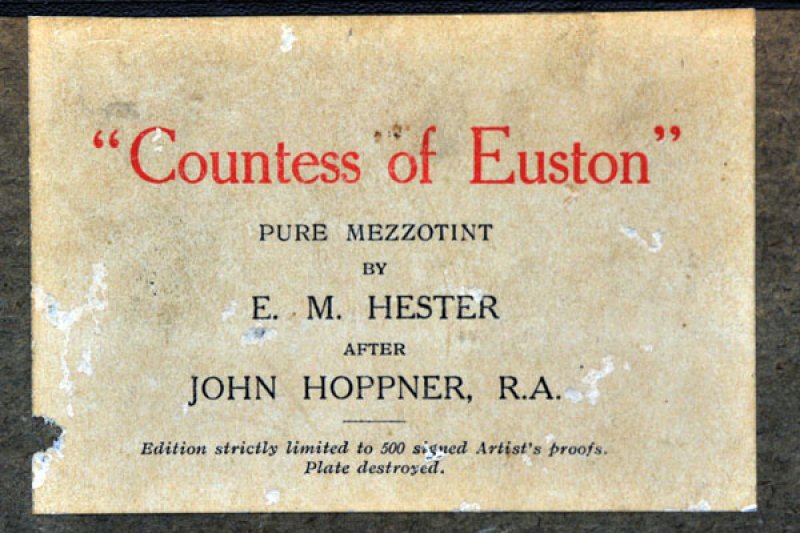 “Countess of Euston”
PURE MEZZOTINT
BY
E. M. HESTER
AFTER
JOHN HOPPNER, R.A.
Edition strictly limited to 500 signed Artist's proofs.
Plate destroyed.